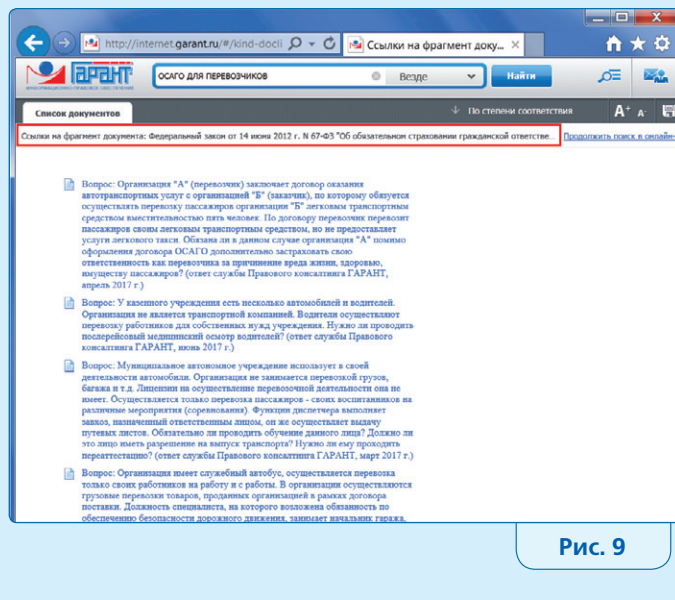 http://internet.garant.ru/#/kind-docli
Ссылки на фрагмент доку...
ГАРАНТ
ИНФОРМАЦИОННО-ПРАВОВОЕ ОБЕСПЕЧЕНИЕ
ОСАГО ДЛЯ ПЕРЕВОЗЧИКОВ
Везде
Найти
Список документов
По степени соответствия
A+ A-
Ссылки на фрагмент документа: Федеральный закон от 14 июня 2012 г. N 67-ФЗ "Об обязательном страховании гражданской ответстве...
Продолжить поиск в онлайн-
Вопрос: Организация "А" (перевозчик) заключает договор оказания
автотранспортных услуг с организацией "Б" (заказчик), по которому обязуется
осуществлять перевозку пассажиров организации "Б" легковым транспортным
средством вместительностью пять человек. По договору перевозчик перевозит
пассажиров своим легковым транспортным средством, но не предоставляет
услуги легкового такси. Обязана ли в данном случае организация "А" помимо
оформления договора ОСАГО дополнительно застраховать свою
ответственность как перевозчика за причинение вреда жизни, здоровью,
имуществу пассажиров? (ответ службы Правового консалтинга ГАРАНТ,
апрель 2017 г.)
Вопрос: У казенного учреждения есть несколько автомобилей и водителей.
Организация не является транспортной компанией. Водители осуществляют
перевозку работников для собственных нужд учреждения. Нужно ли проводить
послерейсовый медицинский осмотр водителей? (ответ службы Правового
консалтинга ГАРАНТ, июнь 2017 г.)
Вопрос: Муниципальное автономное учреждение использует в своей
деятельности автомобили. Организация не занимается перевозкой грузов,
багажа и т.д. Лицензии на осуществление перевозочной деятельности она не
имеет. Осуществляется только перевозка пассажиров - своих воспитанников на
различные мероприятия (соревнования). Функции диспетчера выполняет
завхоз, назначенный ответственным лицом, он же осуществляет выдачу
путевых листов. Обязательно ли проводить обучение данного лица? Должно ли
это лицо иметь разрешение на выпуск транспорта? Нужно ли ему проходить
переаттестацию? (ответ службы Правового консалтинга ГАРАНТ, март 2017 г.)
Вопрос: Организация имеет служебный автобус, осуществляется перевозка
только своих работников на работу и с работы. В организации осуществляются
грузовые перевозки товаров, проданных организацией в рамках договора
поставки. Должность специалиста, на которого возложена обязанность по
обеспечению безопасности дорожного движения, занимает начальник гаража,
Рис. 9